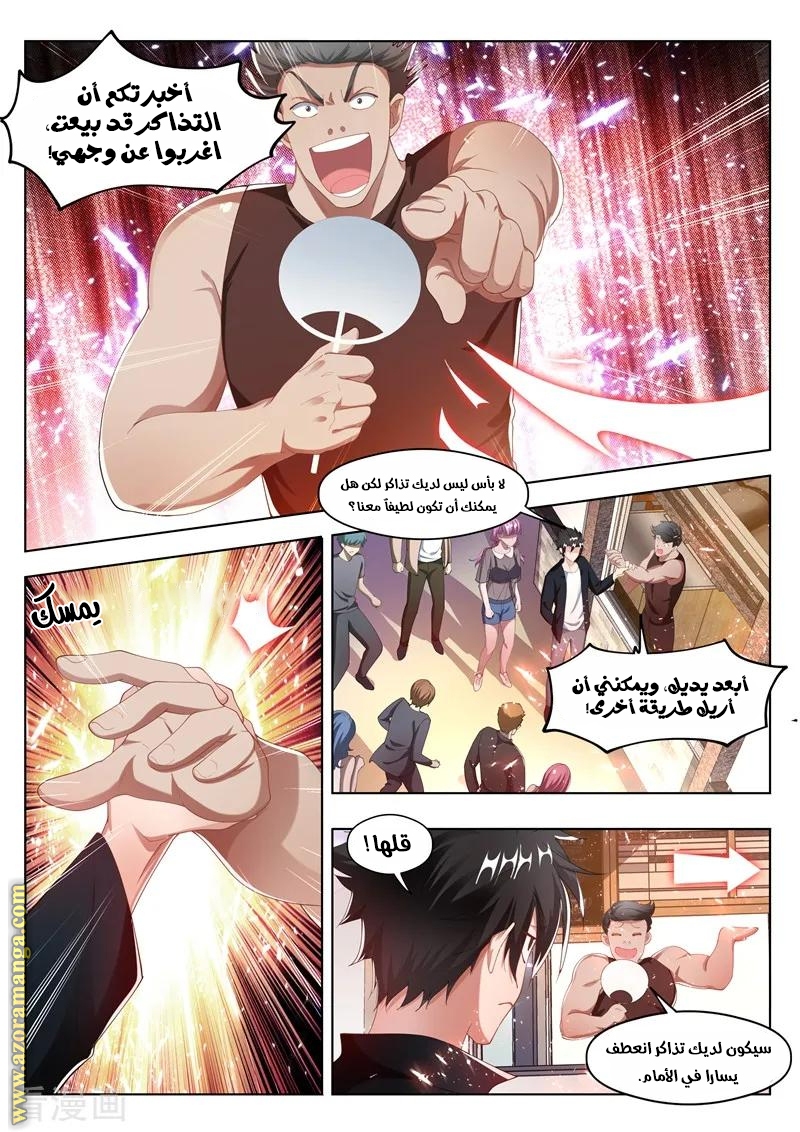 أخبرتكم أن
التذاكر قد بيعت،
اغربوا عن وجهي!
لا بأس ليس لديك تذاكر لكن هل
يمكنك أن تكون لطيفاً معنا؟
أبعد يديك، ويمكنني أن
أريك طريقة أخرى!
يمسك
قلها!
سيكون لديك تذاكر انعطف
يسارا في الأمام.
www.azoramanga.com
看漫画